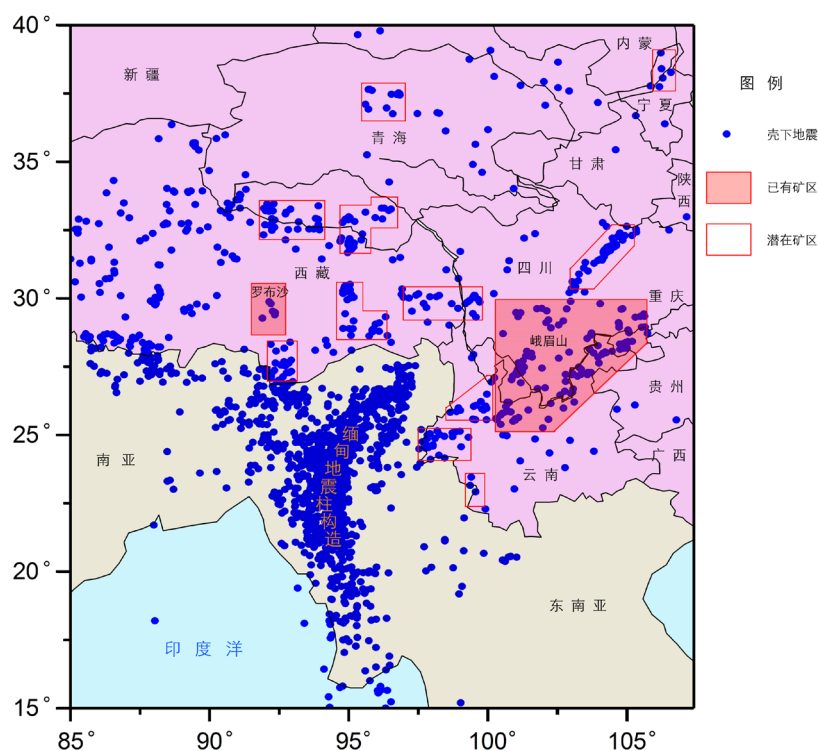 40°
35°
30°
25°
20°
15°
85°
90°
95°
100°
105°
新疆
内蒙
宁夏
青海
甘肃
陕西
西藏
四川
罗布沙
重庆
峨眉山
贵州
缅甸地震柱构造
南亚
广西
云南
东南亚
印度洋
图例
壳下地震
已有矿区
潜在矿区